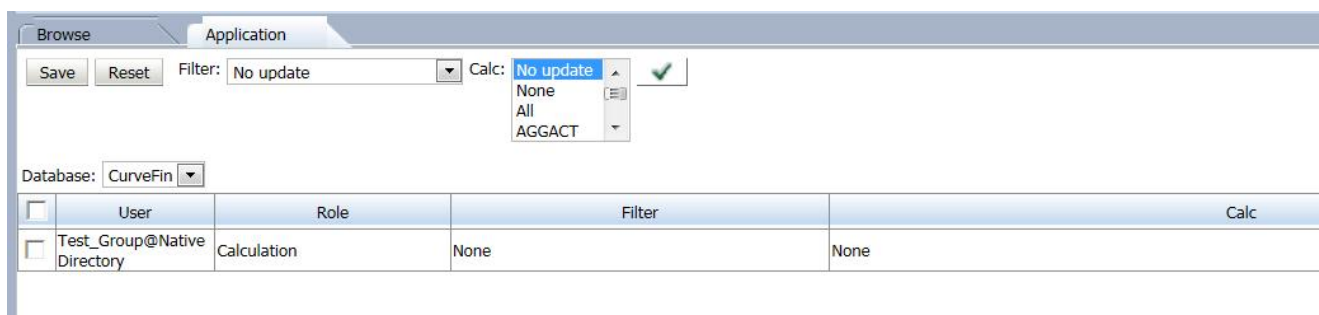 Browse Application
Save Reset Filter: No update Calc: No update
None
All
AGGACT
Database: CurveFin
User Role Filter Calc
Test_Group@Native
Directory Calculation None None